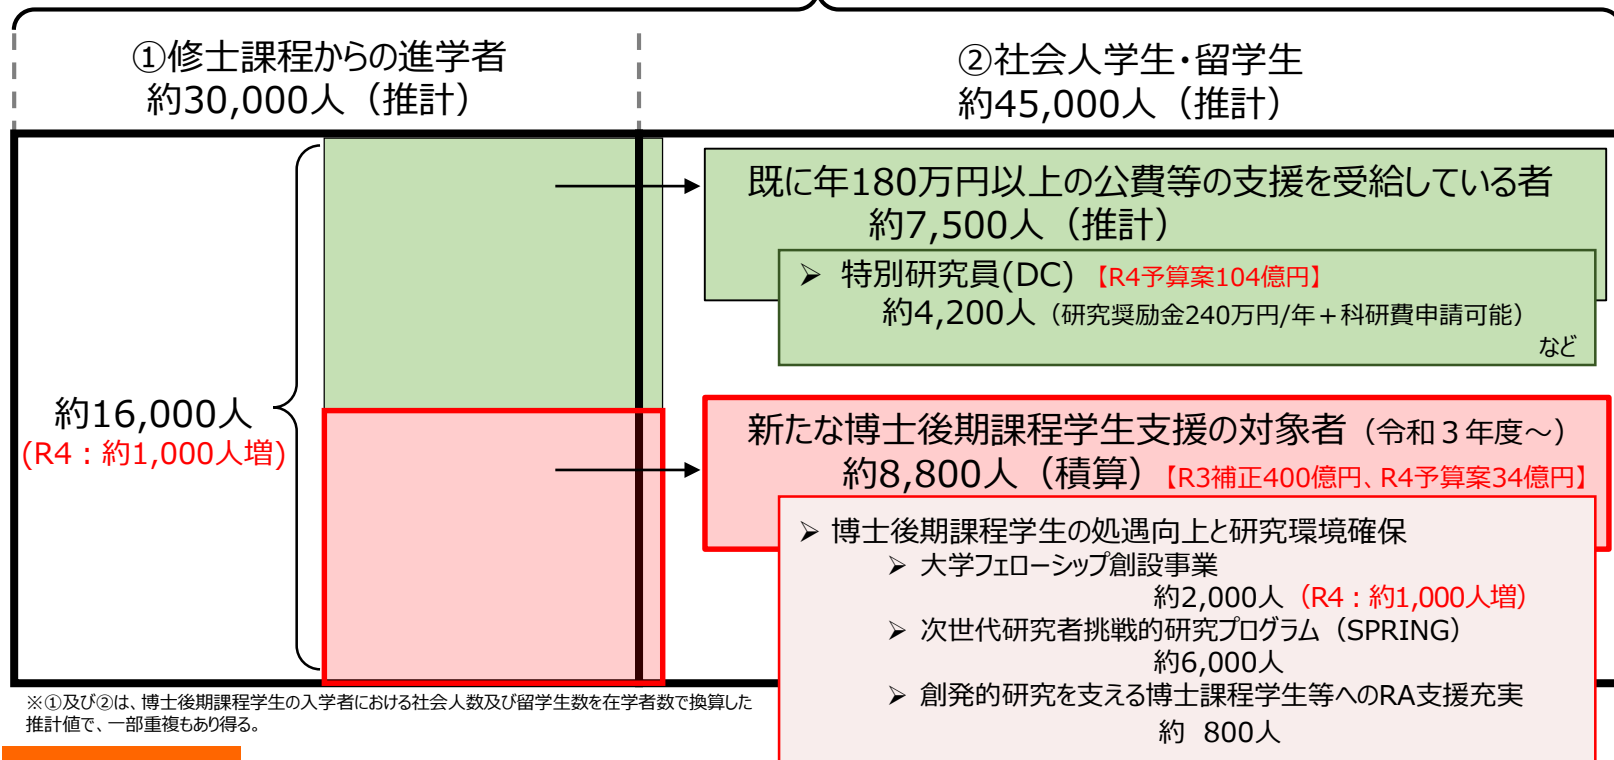 ①修士課程からの進学者
約30,000人（推計）
②社会人学生・留学生
約45,000人（推計）
既に年180万円以上の公費等の支援を受給している者
約7,500人（推計）
➢ 特別研究員(DC) 【R4予算案104億円】
約4,200人（研究奨励金240万円/年＋科研費申請可能）
など
約16,000人
(R4：約1,000人増)
新たな博士後期課程学生支援の対象者（令和３年度～）
約8,800人（積算）【R3補正400億円、R4予算案34億円】
➢ 博士後期課程学生の処遇向上と研究環境確保
➢ 大学フェローシップ創設事業
約2,000人（R4：約1,000人増）
➢ 次世代研究者挑戦的研究プログラム（SPRING）
約6,000人
➢ 創発的研究を支える博士課程学生等へのRA支援充実
約 800人
※①及び②は、博士後期課程学生の入学者における社会人数及び留学生数を在学者数で換算した
推計値で、一部重複もあり得る。